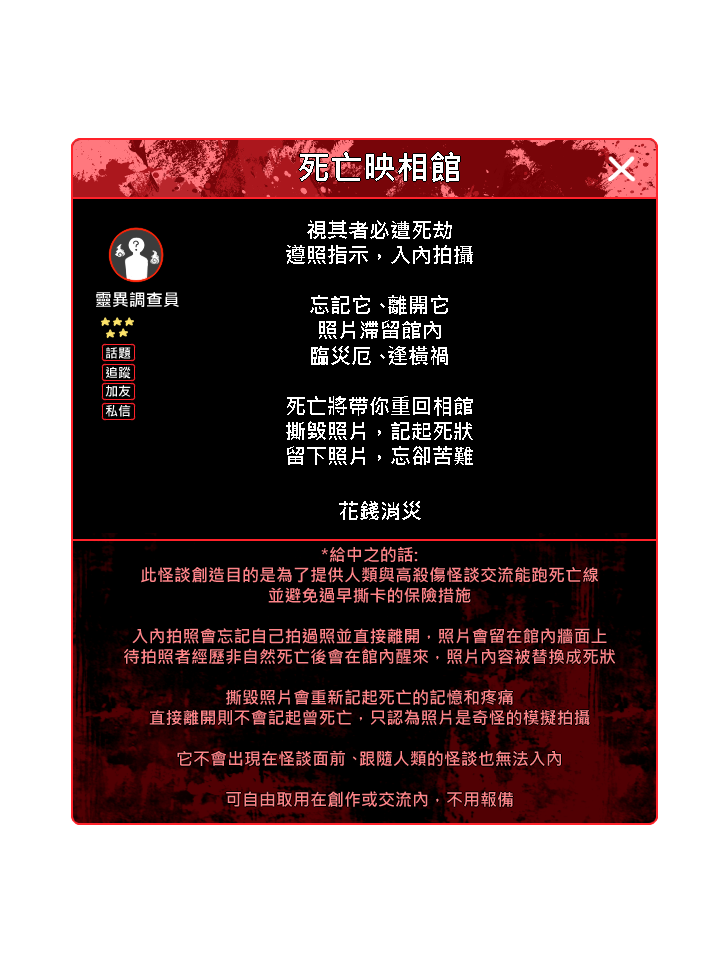 死亡映相館
靈異調查員
話題
追蹤
加友
私信
視其者必遭死劫
遵照指示，入內拍攝
忘記它、離開它
照片滯留館內
臨災厄、逢橫禍
死亡將帶你重回相館
撕毀照片，記起死狀
留下照片，忘卻苦難
花錢消災
*給中之的話:
此怪談創造目的是為了提供人類與高殺傷怪談交流能跑死亡線
並避免過早撕卡的保險措施
入內拍照會忘記自己拍過照並直接離開，照片會留在館內牆面上
待拍照者經歷非自然死亡後會在館內醒來，照片內容被替換成死狀
撕毀照片會重新記起死亡的記憶和疼痛
直接離開則不會記起曾死亡，只認為照片是奇怪的模擬拍攝
它不會出現在怪談面前、跟隨人類的怪談也無法入內
可自由取用在創作或交流內，不用報備